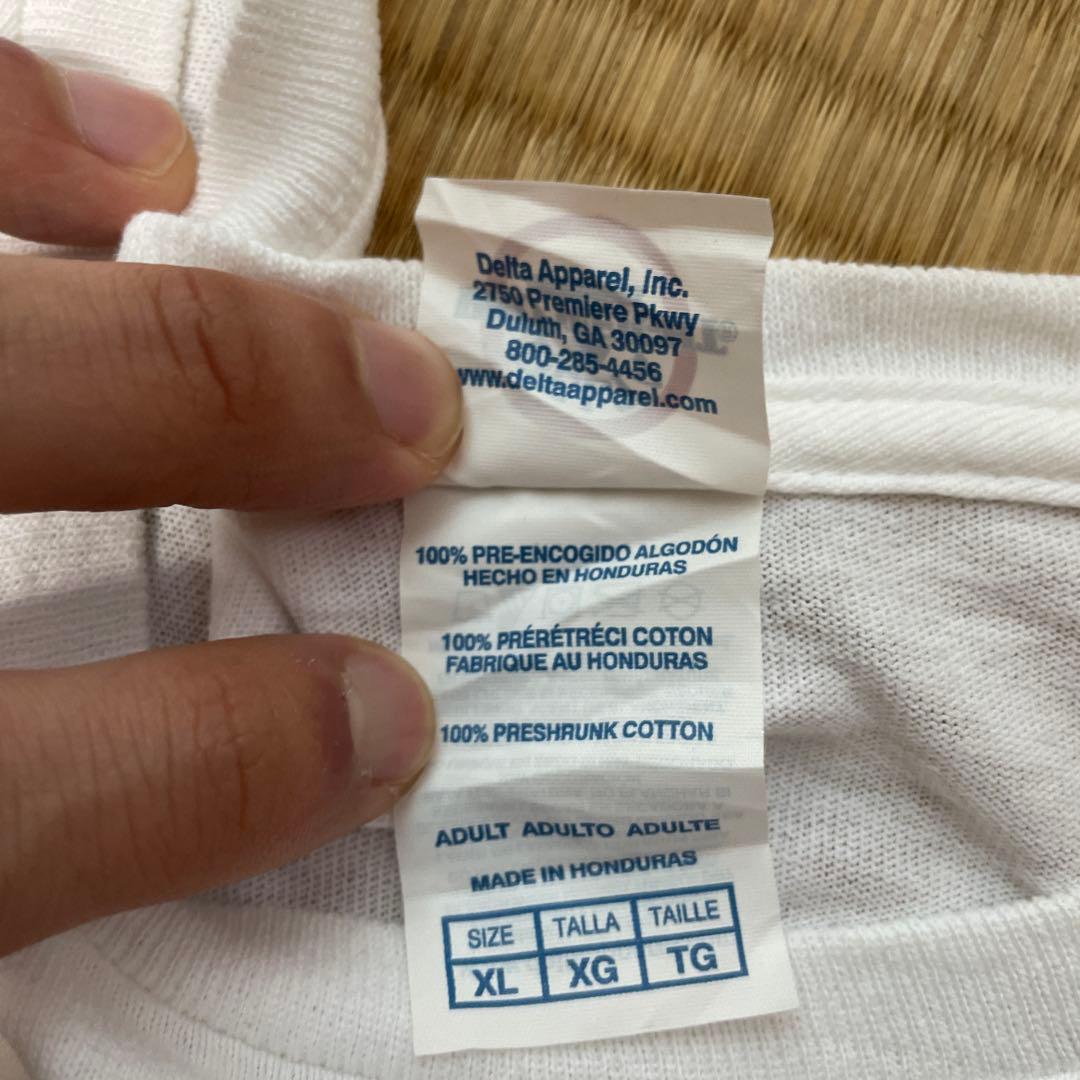 Delta Apparel, Inc.
2750 Premiere Pkwy
Duluth, GA 30097
800-285-4456
www.deltaapparel.com
100% PRE-ENCOGIDO ALGODÓN
HECHO EN HONDURAS
100% PRÉRÉTRÉCI COTON
FABRIQUE AU HONDURAS
100% PRESHRUNK COTTON
ADULT ADULTO ADULTE
MADE IN HONDURAS
SIZE TALLA TAILLE
XL XG TG